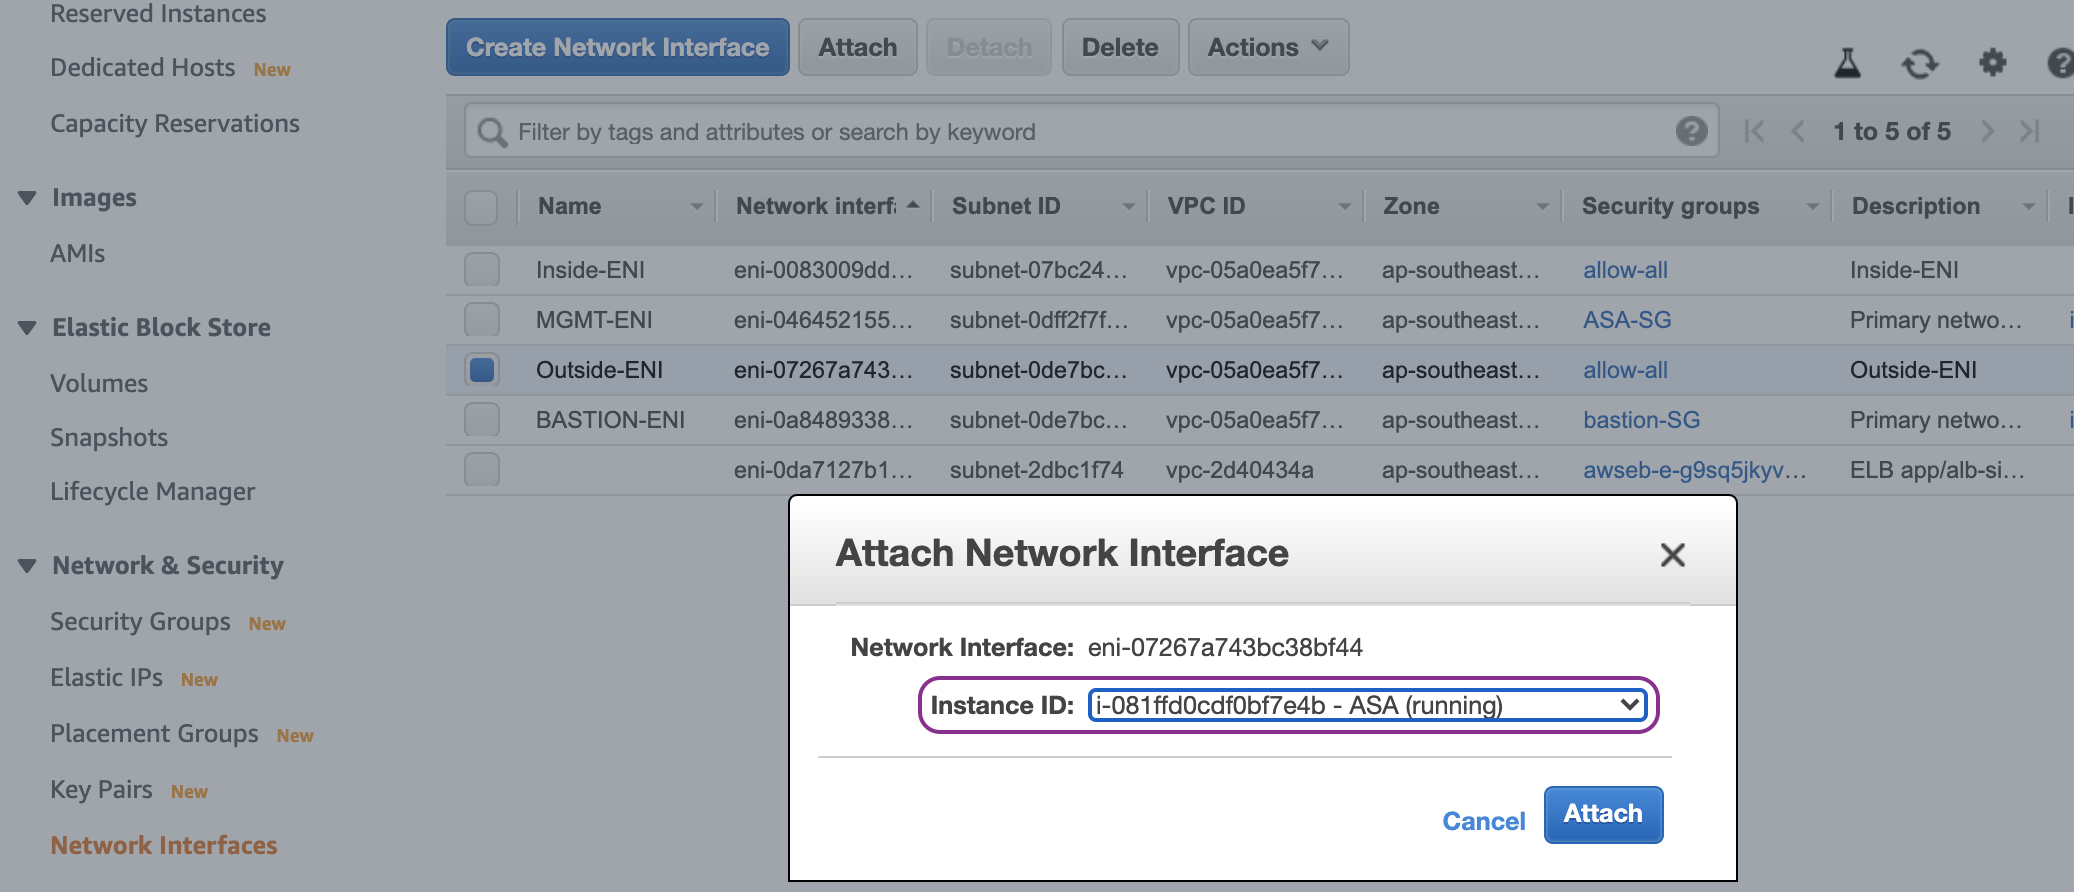 Reserved Instances
Dedicated Hosts New
Capacity Reservations
Images
AMIs
Elastic Block Store
Volumes
Snapshots
Lifecycle Manager
Network & Security
Security Groups New
Elastic IPs New
Placement Groups New
Key Pairs New
Network Interfaces
Create Network Interface Attach Detach Delete Actions
Filter by tags and attributes or search by keyword 1 to 5 of 5
Name Network interf Subnet ID VPC ID Zone Security groups Description
Inside-ENI eni-0083009dd... subnet-07bc24... vpc-05a0ea5f7... ap-southeast... allow-all Inside-ENI
MGMT-ENI eni-046452155... subnet-0dff2f7f... vpc-05a0ea5f7... ap-southeast... ASA-SG Primary netwo...
Outside-ENI eni-07267a743... subnet-0de7bc... vpc-05a0ea5f7... ap-southeast... allow-all Outside-ENI
BASTION-ENI eni-0a8489338... subnet-0de7bc... vpc-05a0ea5f7... ap-southeast... bastion-SG Primary netwo...
eni-0da7127b1... subnet-2dbc1f74 vpc-2d40434a ap-southeast... awseb-e-g9sq5jkyv... ELB app/alb-si...
Attach Network Interface
Network Interface: eni-07267a743bc38bf44
Instance ID: i-081ffd0cdf0bf7e4b - ASA (running)
Cancel Attach